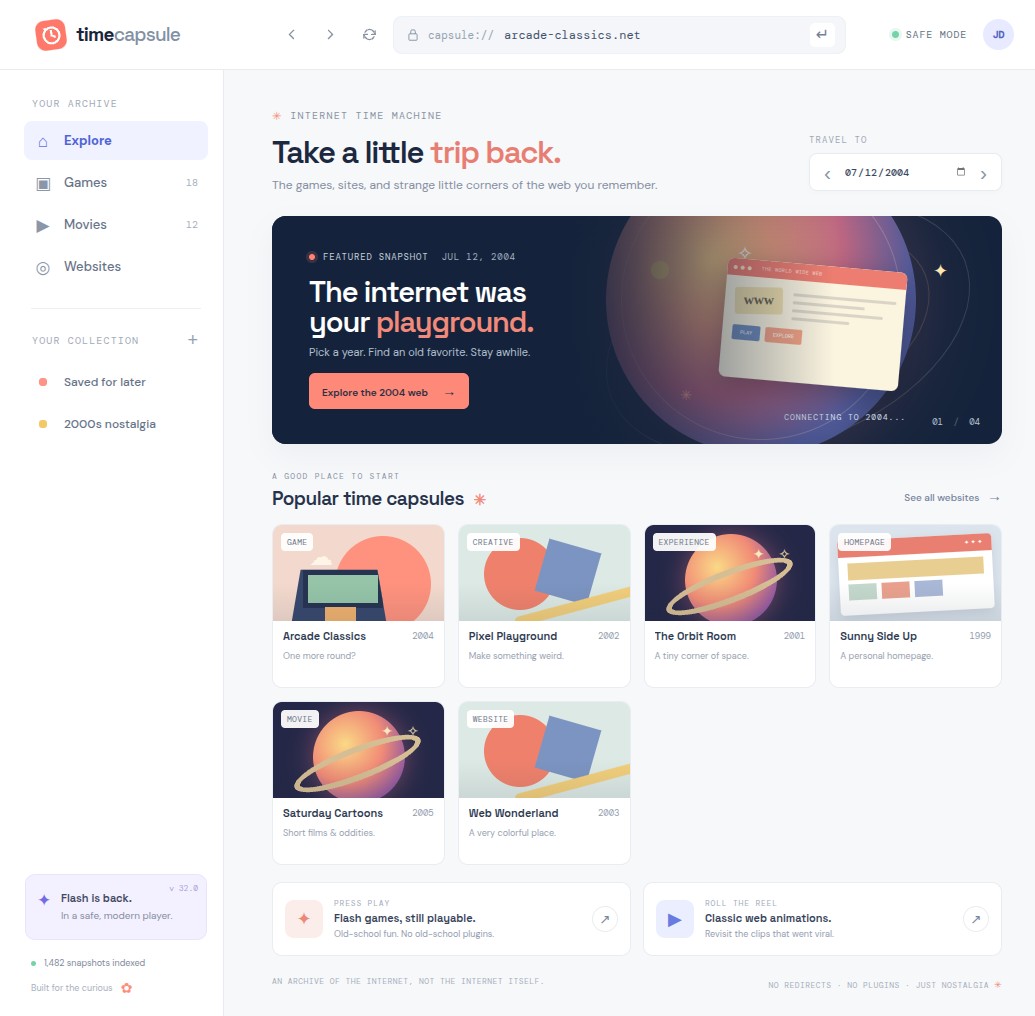 timecapsule
capsule:// arcade-classics.net
SAFE MODE
JD
YOUR ARCHIVE
Explore
Games 18
Movies 12
Websites
YOUR COLLECTION +
Saved for later
2000s nostalgia
Flash is back. v 32.0
In a safe, modern player.
1,482 snapshots indexed
Built for the curious
INTERNET TIME MACHINE
Take a little trip back.
The games, sites, and strange little corners of the web you remember.
TRAVEL TO
07/12/2004
FEATURED SNAPSHOT JUL 12, 2004
The internet was
your playground.
Pick a year. Find an old favorite. Stay awhile.
Explore the 2004 web →
THE WORLD WIDE WEB
www
PLAY EXPLORE
CONNECTING TO 2004...
01 / 04
A GOOD PLACE TO START
Popular time capsules
See all websites →
GAME
Arcade Classics 2004
One more round?
CREATIVE
Pixel Playground 2002
Make something weird.
EXPERIENCE
The Orbit Room 2001
A tiny corner of space.
HOMEPAGE
Sunny Side Up 1999
A personal homepage.
MOVIE
Saturday Cartoons 2005
Short films & oddities.
WEBSITE
Web Wonderland 2003
A very colorful place.
PRESS PLAY
Flash games, still playable.
Old-school fun. No old-school plugins.
ROLL THE REEL
Classic web animations.
Revisit the clips that went viral.
AN ARCHIVE OF THE INTERNET, NOT THE INTERNET ITSELF.
NO REDIRECTS · NO PLUGINS · JUST NOSTALGIA